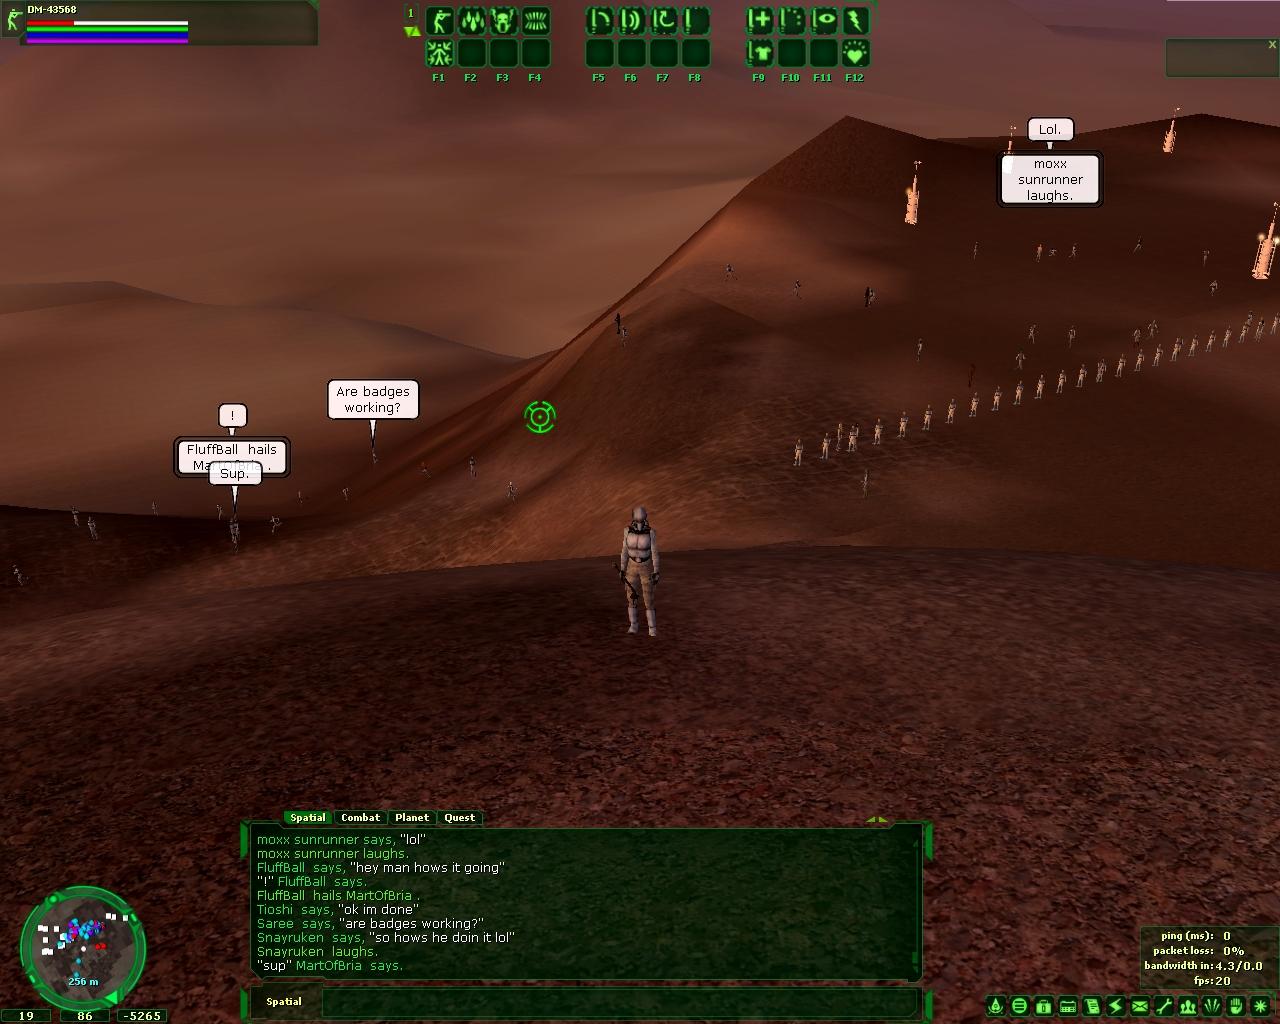 DM-43568
1
F1 F2 F3 F4 F5 F6 F7 F8 F9 F10 F11 F12
x
Lol.
moxx
sunrunner
laughs.
Are badges
working?
!
FluffBall hails
MartOfBria .
Sup.
Spatial Combat Planet Quest
moxx sunrunner says, "lol"
moxx sunrunner laughs.
FluffBall says, "hey man hows it going"
"!" FluffBall says.
FluffBall hails MartOfBria .
Tioshi says, "ok im done"
Saree says, "are badges working?"
Snayruken says, "so hows he doin it lol"
Snayruken laughs.
"sup" MartOfBria says.
Spatial
256 m
19 86 -5265
ping (ms): 0
packet loss: 0%
bandwidth in: 4.3/0.0
fps: 20